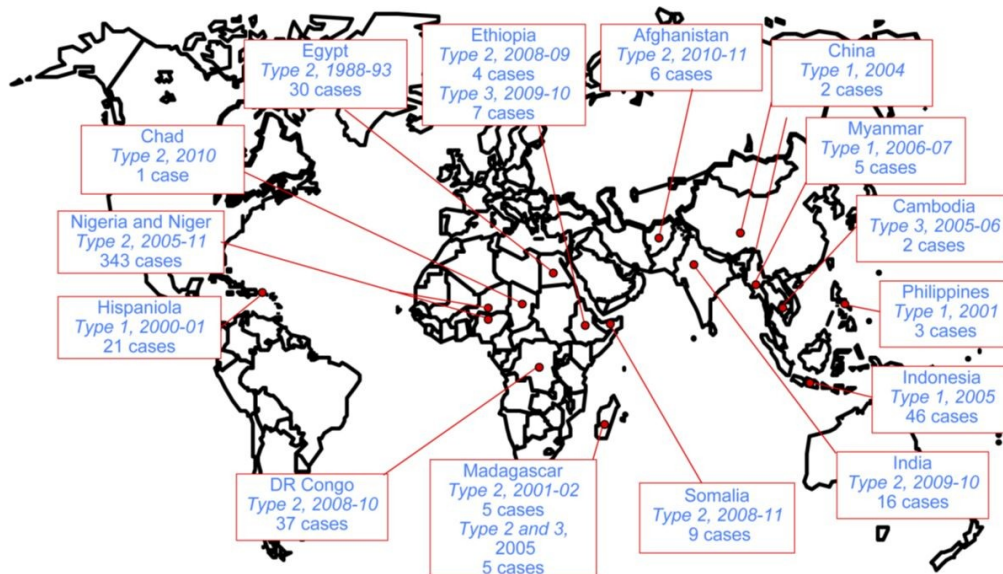 Egypt
Type 2, 1988-93
30 cases
Ethiopia
Type 2, 2008-09
4 cases
Type 3, 2009-10
7 cases
Afghanistan
Type 2, 2010-11
6 cases
China
Type 1, 2004
2 cases
Chad
Type 2, 2010
1 case
Myanmar
Type 1, 2006-07
5 cases
Nigeria and Niger
Type 2, 2005-11
343 cases
Cambodia
Type 3, 2005-06
2 cases
Hispaniola
Type 1, 2000-01
21 cases
Philippines
Type 1, 2001
3 cases
Indonesia
Type 1, 2005
46 cases
DR Congo
Type 2, 2008-10
37 cases
Madagascar
Type 2, 2001-02
5 cases
Type 2 and 3,
2005
5 cases
Somalia
Type 2, 2008-11
9 cases
India
Type 2, 2009-10
16 cases